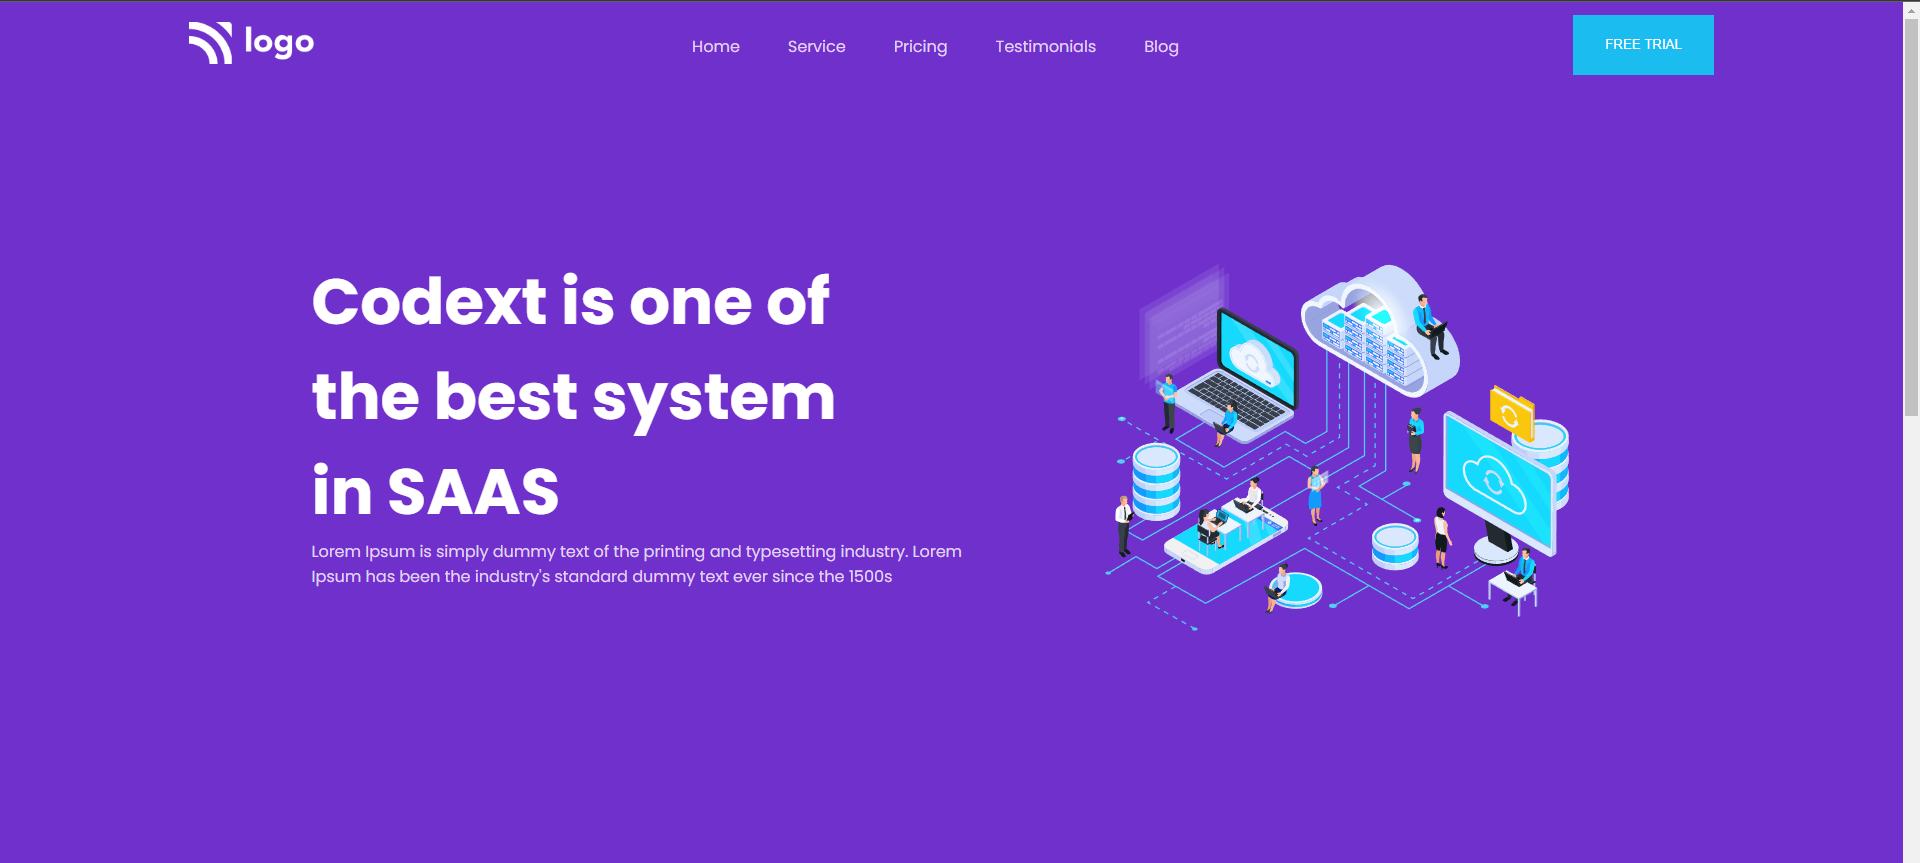 logo
Home Service Pricing Testimonials Blog
FREE TRIAL
Codext is one of
the best system
in SAAS
Lorem Ipsum is simply dummy text of the printing and typesetting industry. Lorem
Ipsum has been the industry's standard dummy text ever since the 1500s